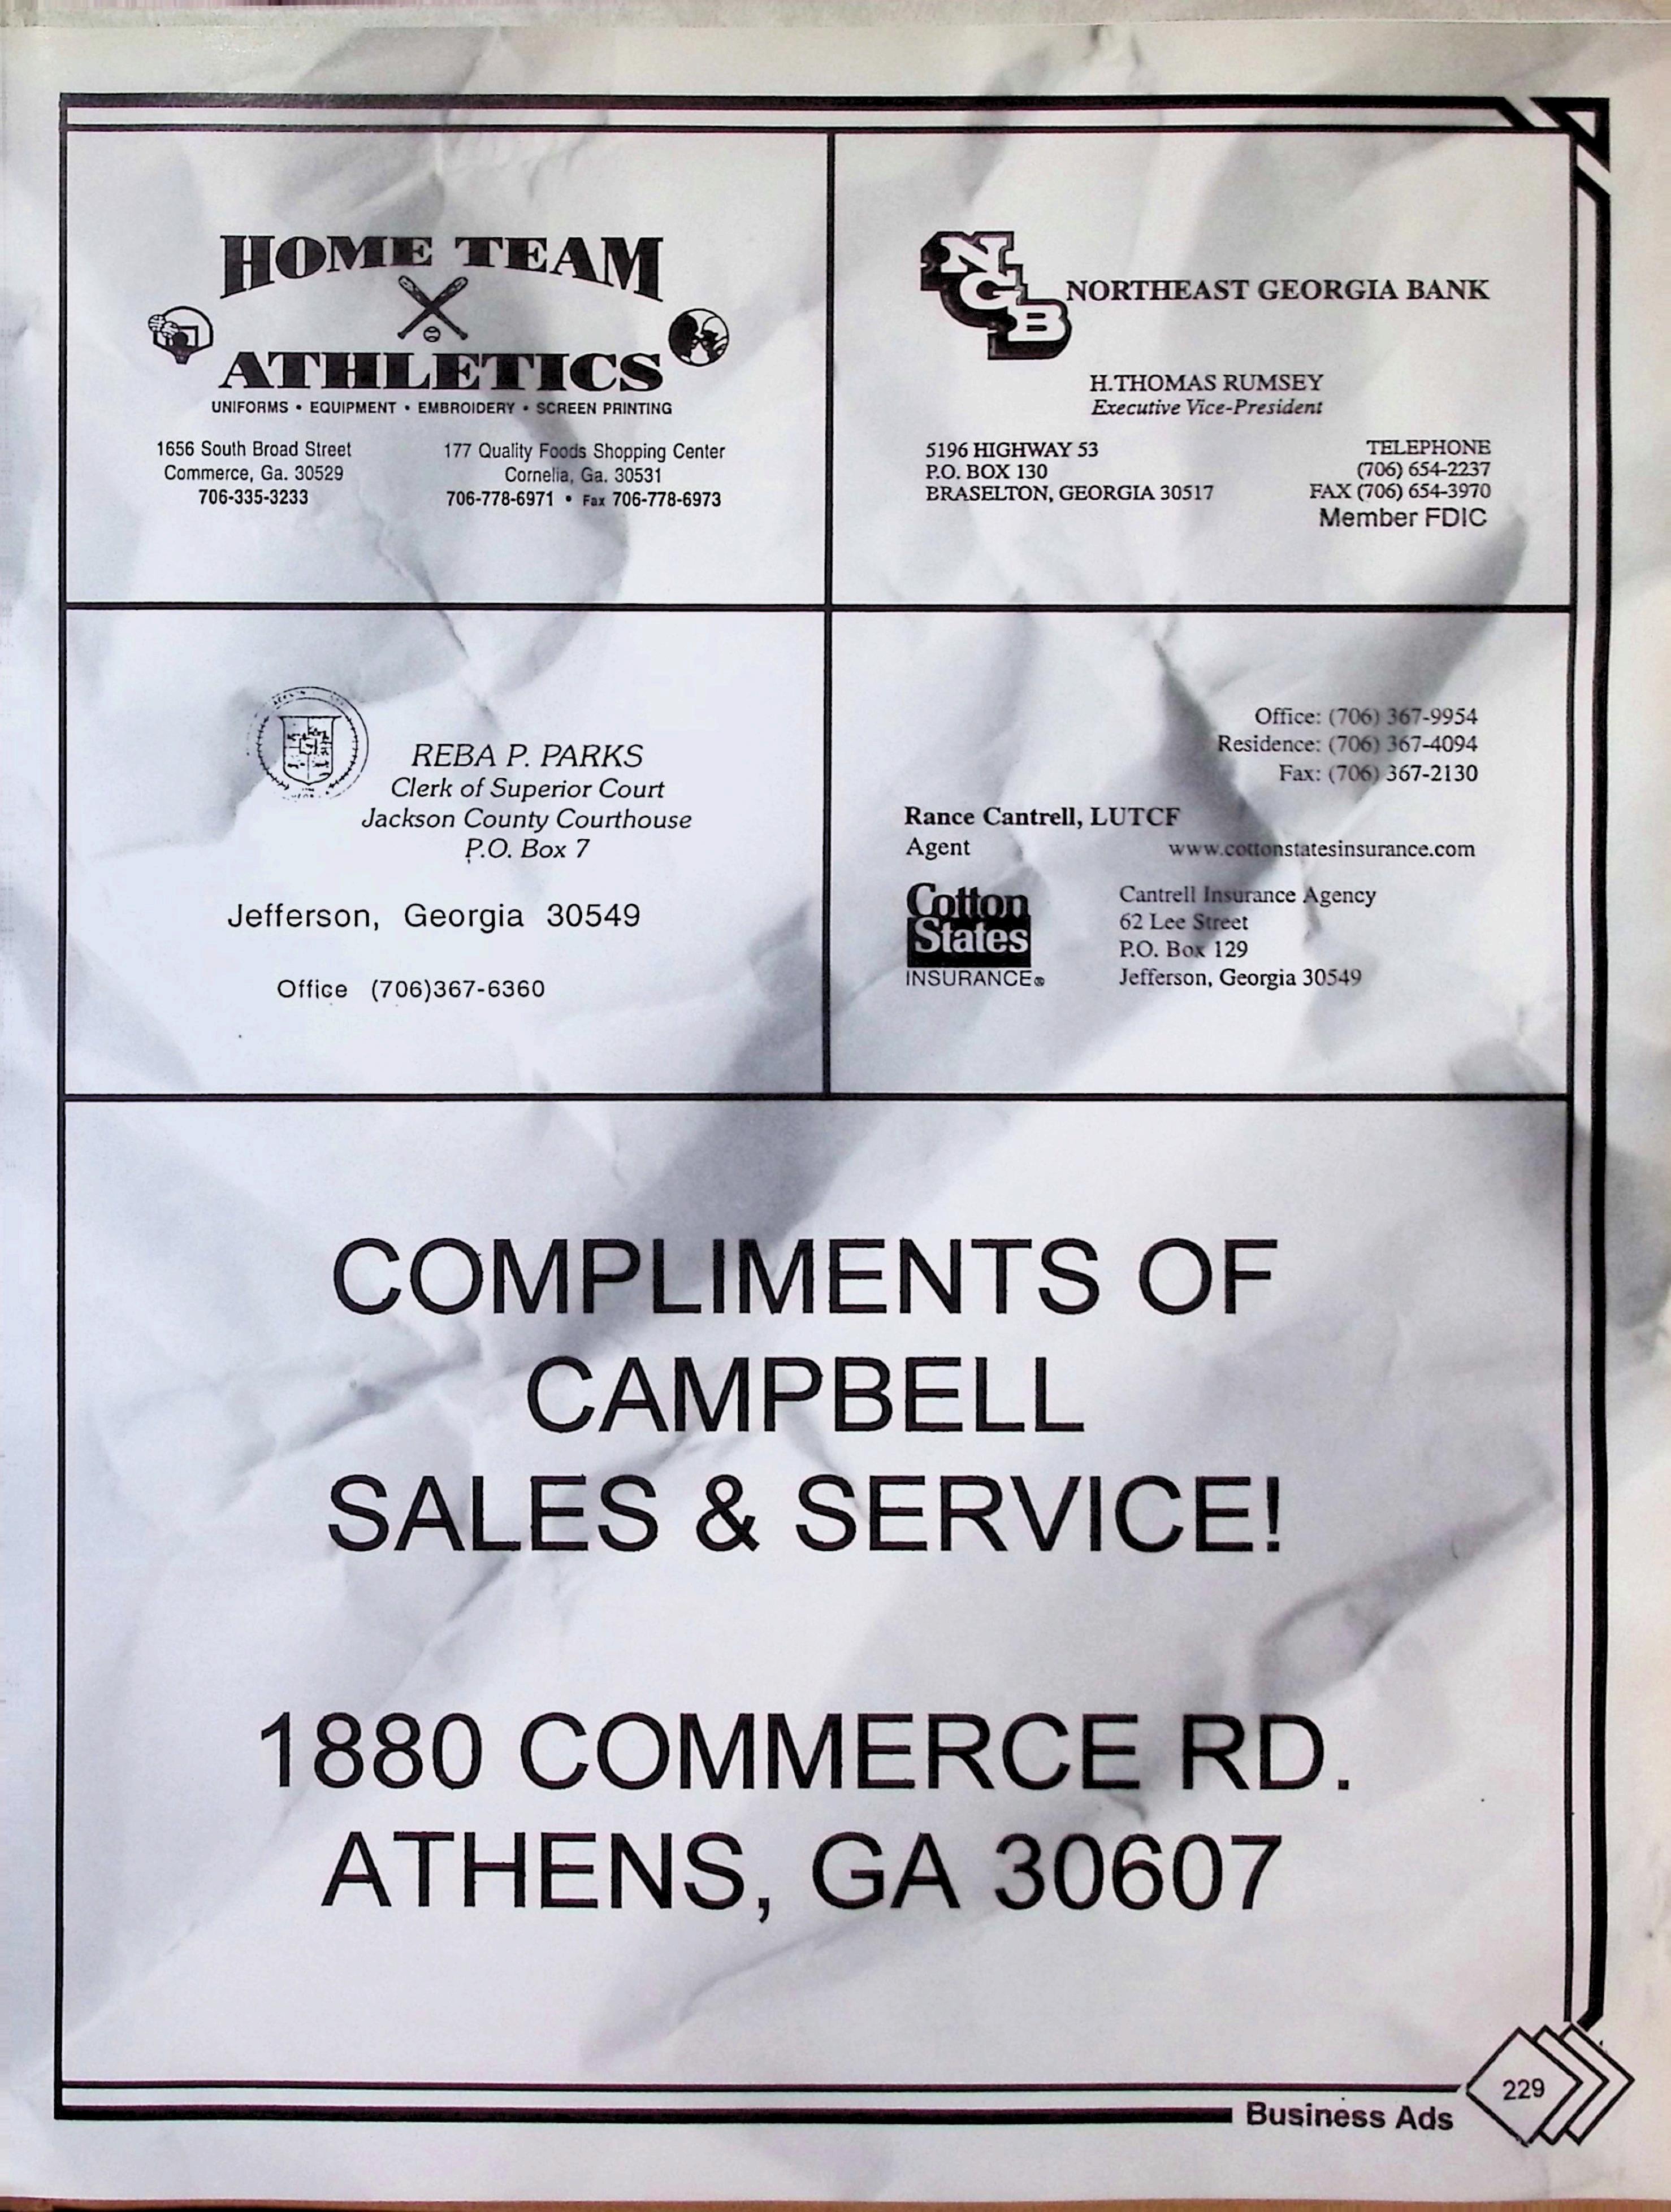 HOME TEAM
ATHLETICS
UNIFORMS • EQUIPMENT • EMBROIDERY • SCREEN PRINTING
1656 South Broad Street
Commerce, Ga. 30529
706-335-3233
177 Quality Foods Shopping Center
Cornelia, Ga. 30531
706-778-6971 • Fax 706-778-6973
NGB
NORTHEAST GEORGIA BANK
H.THOMAS RUMSEY
Executive Vice-President
5196 HIGHWAY 53
P.O. BOX 130
BRASELTON, GEORGIA 30517
TELEPHONE
(706) 654-2237
FAX (706) 654-3970
Member FDIC
REBA P. PARKS
Clerk of Superior Court
Jackson County Courthouse
P.O. Box 7
Jefferson, Georgia 30549
Office (706)367-6360
Office: (706) 367-9954
Residence: (706) 367-4094
Fax: (706) 367-2130
Rance Cantrell, LUTCF
Agent
www.cottonstatesinsurance.com
Cotton
States
INSURANCE®
Cantrell Insurance Agency
62 Lee Street
P.O. Box 129
Jefferson, Georgia 30549
COMPLIMENTS OF
CAMPBELL
SALES & SERVICE!
1880 COMMERCE RD.
ATHENS, GA 30607
229
Business Ads